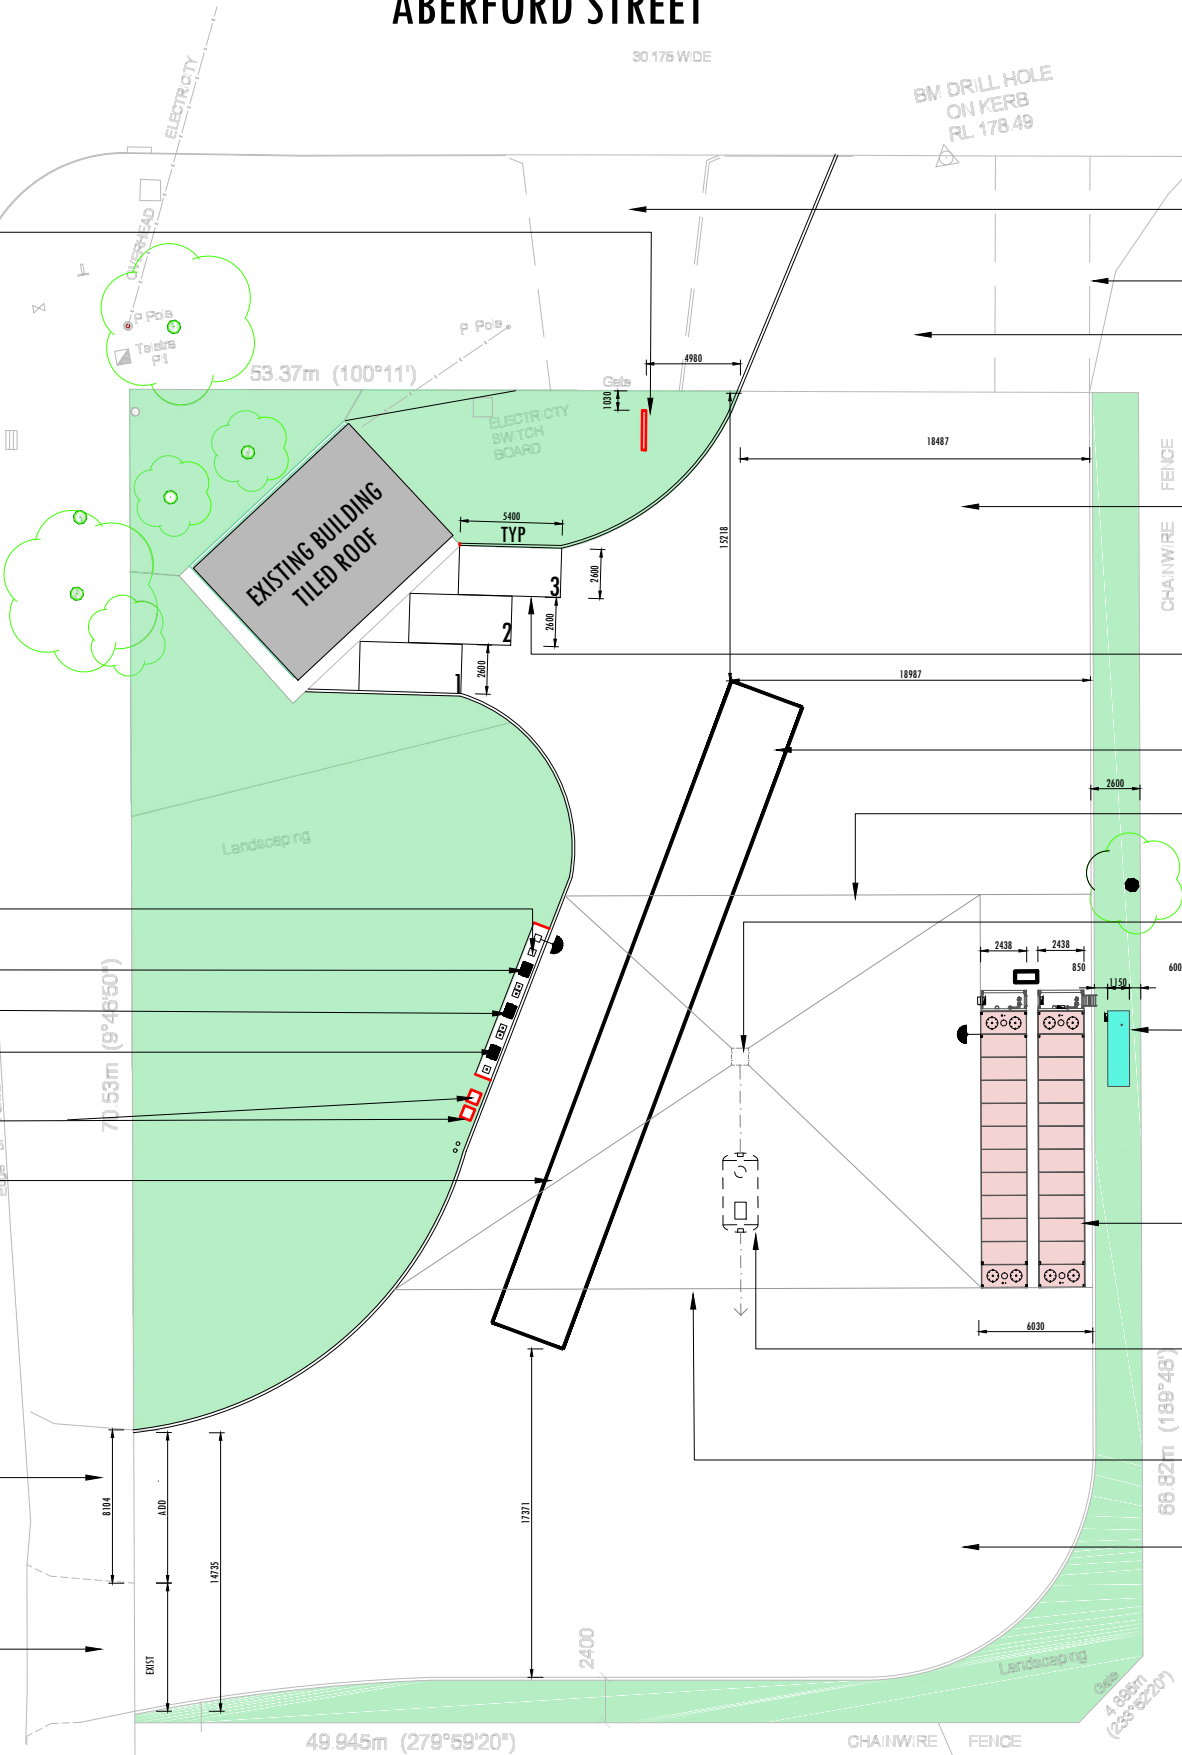 ABERFORD STREET
30 175 WIDE
BM DRILL HOLE
ON KERB
RL 178.49
ELECTRICITY
OVERHEAD
P Pole
Telstra
Pit
P Pole
53.37m (100°11')
Gate
4980
1030
ELECTRICTY
SWITCH
BOARD
18487
CHAINWIRE FENCE
EXISTING BUILDING
TILED ROOF
5400
TYP
15218
3
2600
2
2600
1
2600
18987
2600
Landscaping
2438
2438
850
600
1150
70.53m (9°46'50")
6030
68.82m (189°48')
8104
ADD
14735
17371
EXIST
2400
Landscaping
Gate
4.895m
(233°52'20")
49.945m (279°59'20")
CHAINWIRE FENCE